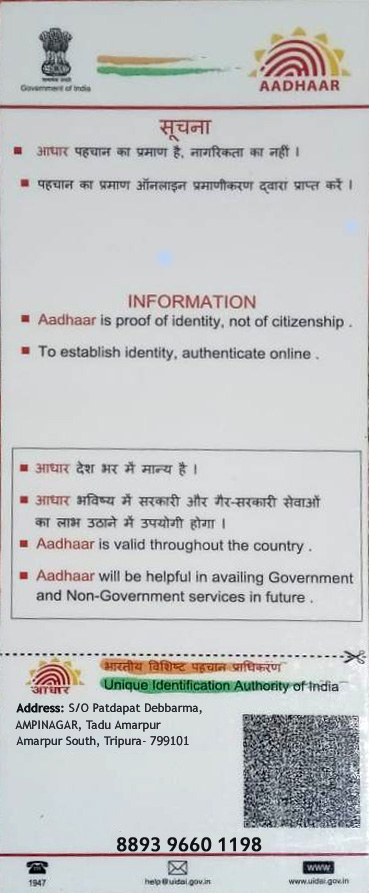 Government of India
AADHAAR
सूचना
आधार पहचान का प्रमाण है, नागरिकता का नहीं ।
पहचान का प्रमाण ऑनलाइन प्रमाणीकरण द्वारा प्राप्त करें ।
INFORMATION
Aadhaar is proof of identity, not of citizenship .
To establish identity, authenticate online .
आधार देश भर में मान्य है ।
आधार भविष्य में सरकारी और गैर-सरकारी सेवाओं
का लाभ उठाने में उपयोगी होगा ।
Aadhaar is valid throughout the country .
Aadhaar will be helpful in availing Government
and Non-Government services in future .
भारतीय विशिष्ट पहचान प्राधिकरण
आधार
Unique Identification Authority of India
Address: S/O Patdapat Debbarma,
AMPINAGAR, Tadu Amarpur
Amarpur South, Tripura- 799101
8893 9660 1198
WWW
1947
help@uidai.gov.in
www.uidai.gov.in